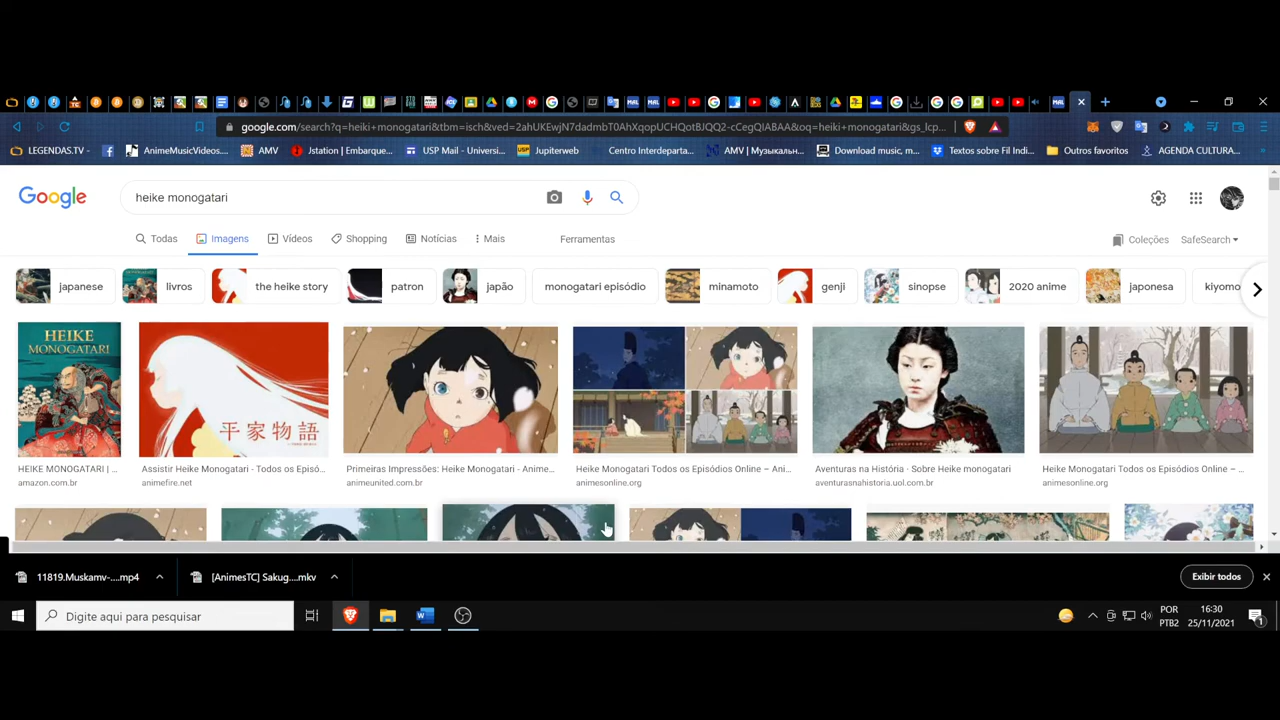 google.com/search?q=heiki+monogatari&tbm=isch&ved=2ahUKEwjN7dadmbT0AhXqopUCHQotBJQQ2-cCegQIABAA&oq=heiki+monogatari&gs_lcp...
LEGENDAS.TV - AnimeMusicVideos... AMV Jstation | Embarque... USP Mail - Universi... Jupiterweb Centro Interdeparta... AMV | Музыкальн... Download music, m... Textos sobre Fil Indi... Outros favoritos AGENDA CULTURA...
Google heike monogatari
Todas Imagens Vídeos Shopping Notícias Mais Ferramentas Coleções SafeSearch
japanese livros the heike story patron japão monogatari episódio minamoto genji sinopse 2020 anime japonesa kiyomo
HEIKE
MONOGATARI
平家物語
HEIKE MONOGATARI | ... Assistir Heike Monogatari - Todos os Episó... Primeiras Impressões: Heike Monogatari - Anime... Heike Monogatari Todos os Episódios Online – Ani... Aventuras na História - Sobre Heike monogatari Heike Monogatari Todos os Episódios Online – ...
amazon.com.br animefire.net animeunited.com.br animesonline.org aventurasnahistoria.uol.com.br animesonline.org
11819.Muskamv-....mp4 [AnimesTC] Sakug....mkv Exibir todos
Digite aqui para pesquisar POR 16:30
PTB2 25/11/2021